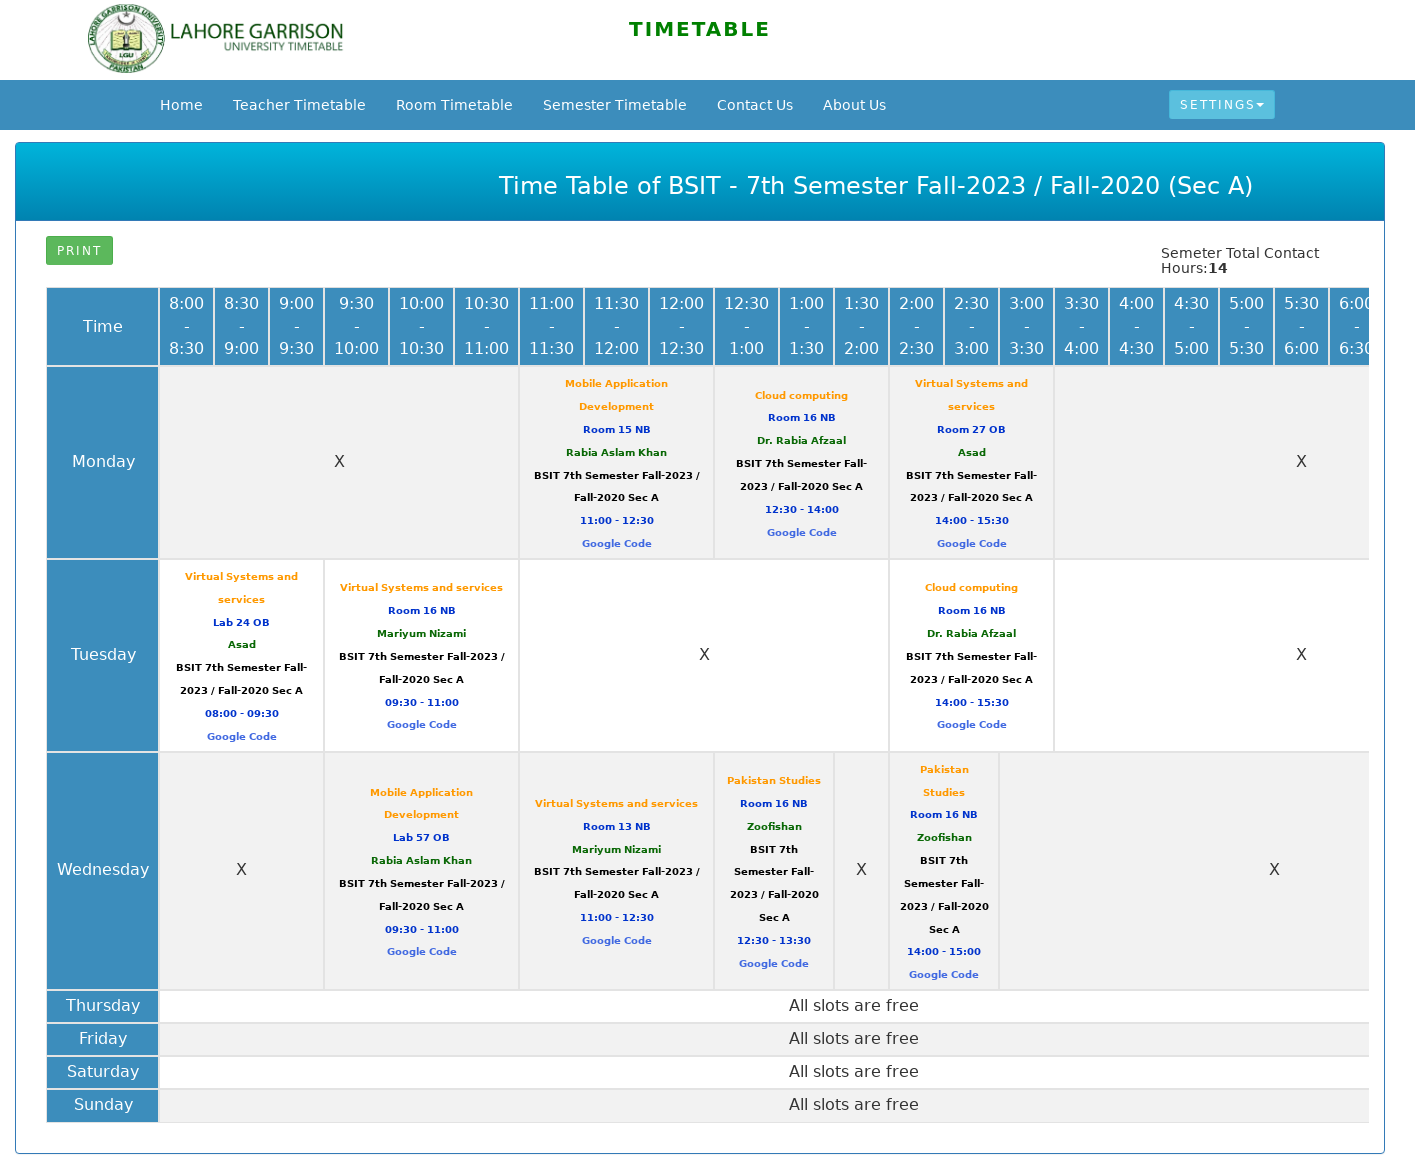 LAHORE GARRISON
UNIVERSITY TIMETABLE
TIMETABLE
Home
Teacher Timetable
Room Timetable
Semester Timetable
Contact Us
About Us
SETTINGS
Time Table of BSIT - 7th Semester Fall-2023 / Fall-2020 (Sec A)
PRINT
Semeter Total Contact
Hours:14
Time
8:00
-
8:30
8:30
-
9:00
9:00
-
9:30
9:30
-
10:00
10:00
-
10:30
10:30
-
11:00
11:00
-
11:30
11:30
-
12:00
12:00
-
12:30
12:30
-
1:00
1:00
-
1:30
1:30
-
2:00
2:00
-
2:30
2:30
-
3:00
3:00
-
3:30
3:30
-
4:00
4:00
-
4:30
4:30
-
5:00
5:00
-
5:30
5:30
-
6:00
6:00
-
6:30
Monday
X
Mobile Application
Development
Room 15 NB
Rabia Aslam Khan
BSIT 7th Semester Fall-2023 /
Fall-2020 Sec A
11:00 - 12:30
Google Code
Cloud computing
Room 16 NB
Dr. Rabia Afzaal
BSIT 7th Semester Fall-
2023 / Fall-2020 Sec A
12:30 - 14:00
Google Code
Virtual Systems and
services
Room 27 OB
Asad
BSIT 7th Semester Fall-
2023 / Fall-2020 Sec A
14:00 - 15:30
Google Code
X
Tuesday
Virtual Systems and
services
Lab 24 OB
Asad
BSIT 7th Semester Fall-
2023 / Fall-2020 Sec A
08:00 - 09:30
Google Code
Virtual Systems and services
Room 16 NB
Mariyum Nizami
BSIT 7th Semester Fall-2023 /
Fall-2020 Sec A
09:30 - 11:00
Google Code
X
Cloud computing
Room 16 NB
Dr. Rabia Afzaal
BSIT 7th Semester Fall-
2023 / Fall-2020 Sec A
14:00 - 15:30
Google Code
X
Wednesday
X
Mobile Application
Development
Lab 57 OB
Rabia Aslam Khan
BSIT 7th Semester Fall-2023 /
Fall-2020 Sec A
09:30 - 11:00
Google Code
Virtual Systems and services
Room 13 NB
Mariyum Nizami
BSIT 7th Semester Fall-2023 /
Fall-2020 Sec A
11:00 - 12:30
Google Code
Pakistan Studies
Room 16 NB
Zoofishan
BSIT 7th
Semester Fall-
2023 / Fall-2020
Sec A
12:30 - 13:30
Google Code
X
Pakistan
Studies
Room 16 NB
Zoofishan
BSIT 7th
Semester Fall-
2023 / Fall-2020
Sec A
14:00 - 15:00
Google Code
X
Thursday
All slots are free
Friday
All slots are free
Saturday
All slots are free
Sunday
All slots are free